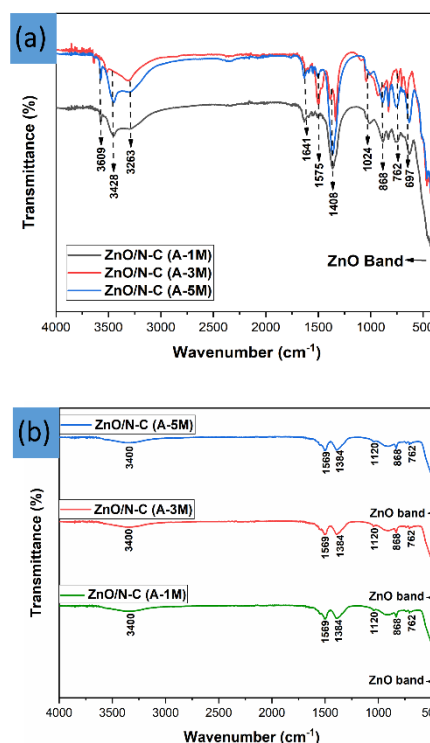 (a)
Transmittance (%)
3609
3428
3263
1641
1575
1408
1024
868
762
697
ZnO/N-C (A-1M)
ZnO/N-C (A-3M)
ZnO/N-C (A-5M)
ZnO Band
4000 3500 3000 2500 2000 1500 1000 500
Wavenumber (cm-1)
(b)
Transmittance (%)
ZnO/N-C (A-5M)
3400
1569
1384
1120
868
762
ZnO band
ZnO/N-C (A-3M)
3400
1569
1384
1120
868
762
ZnO band
ZnO/N-C (A-1M)
3400
1569
1384
1120
868
762
ZnO band
4000 3500 3000 2500 2000 1500 1000 500
Wavenumber (cm-1)